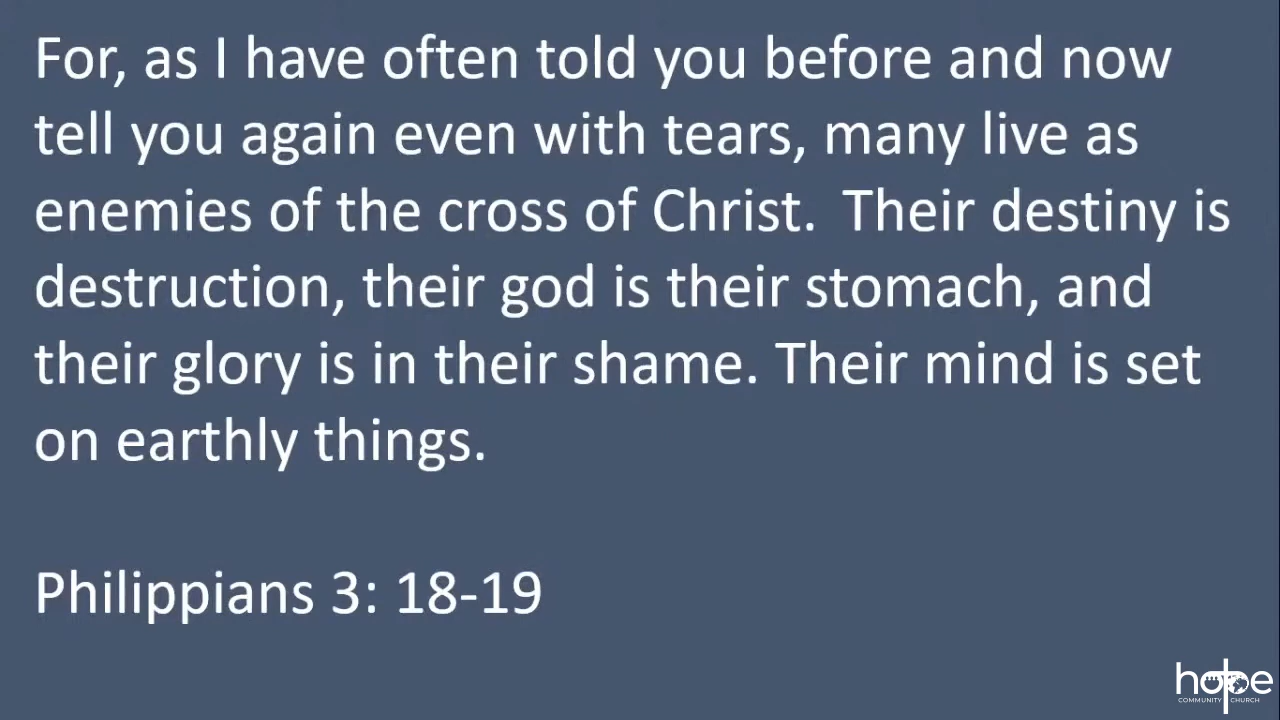 For, as I have often told you before and now
tell you again even with tears, many live as
enemies of the cross of Christ.  Their destiny is
destruction, their god is their stomach, and
their glory is in their shame. Their mind is set
on earthly things.
Philippians 3: 18-19
hope
COMMUNITY CHURCH